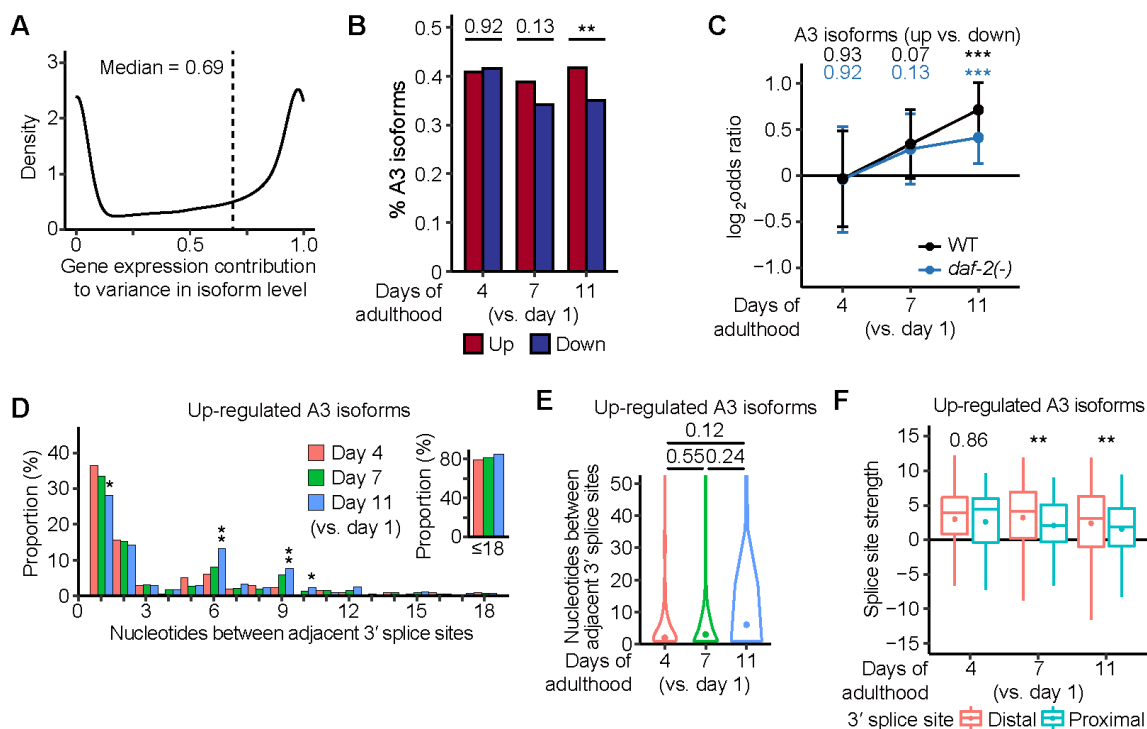 A
Median = 0.69
Density
3
2
1
0
0
0.5
1.0
Gene expression contribution
to variance in isoform level
B
0.92
0.13
**
% A3 isoforms
0.5
0.4
0.3
0.2
0.1
0
Days of
adulthood
4
7
11
(vs. day 1)
Up
Down
C
A3 isoforms (up vs. down)
0.93
0.07
***
0.92
0.13
***
log2odds ratio
1.0
0.5
0
−0.5
−1.0
WT
daf-2(-)
Days of
adulthood
4
7
11
(vs. day 1)
D
Up-regulated A3 isoforms
Proportion (%)
40
30
20
10
0
Day 4
Day 7
Day 11
(vs. day 1)
*
**
**
*
Proportion (%)
80
40
0
≤18
0
3
6
9
12
15
18
Nucleotides between adjacent 3′ splice sites
E
Up-regulated A3 isoforms
0.12
0.55
0.24
Nucleotides between
adjacent 3′ splice sites
50
40
30
20
10
0
Days of
adulthood
4
7
11
(vs. day 1)
F
Up-regulated A3 isoforms
0.86
**
**
Splice site strength
15
10
5
0
−5
−10
−15
Days of
adulthood
4
7
11
(vs. day 1)
3′ splice site
Distal
Proximal